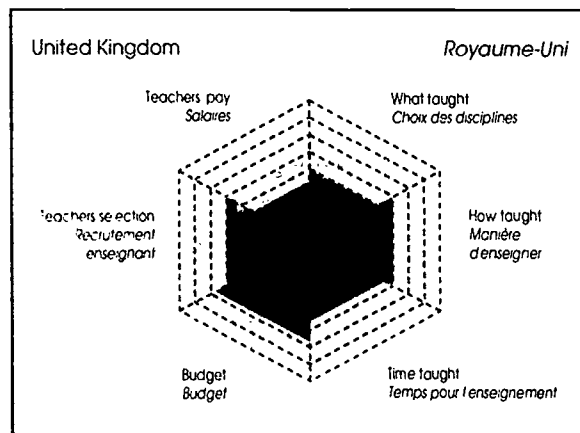 United Kingdom
Royaume-Uni
Teachers pay
Salaires
What taught
Choix des disciplines
Teachers selection
Recrutement
enseignant
How taught
Manière
d'enseigner
Budget
Budget
Time taught
Temps pour l'enseignement